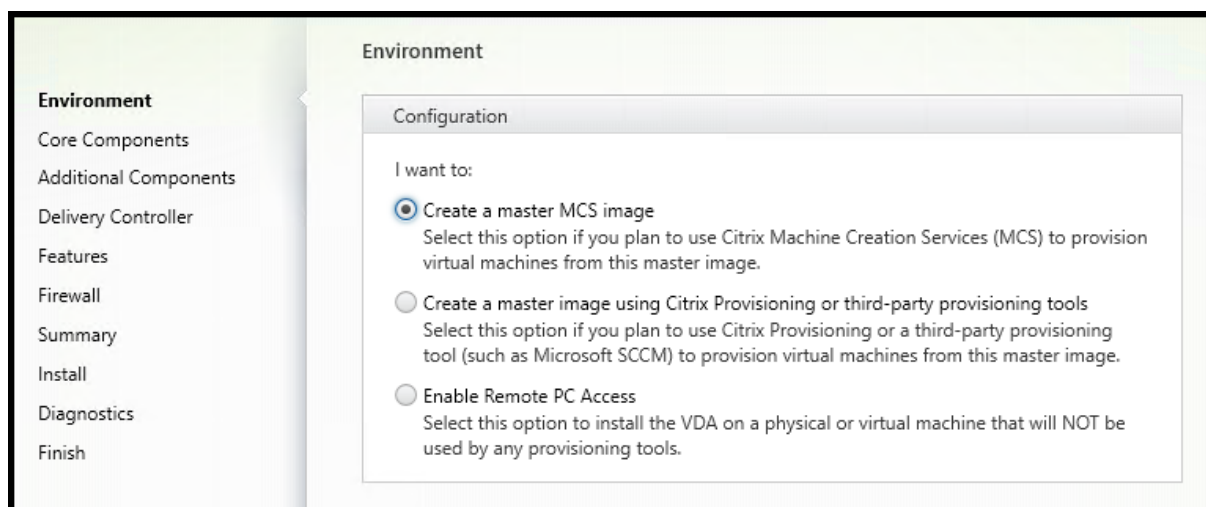 Environment
Core Components
Additional Components
Delivery Controller
Features
Firewall
Summary
Install
Diagnostics
Finish
Environment
Configuration
I want to:
Create a master MCS image
Select this option if you plan to use Citrix Machine Creation Services (MCS) to provision
virtual machines from this master image.
Create a master image using Citrix Provisioning or third-party provisioning tools
Select this option if you plan to use Citrix Provisioning or a third-party provisioning
tool (such as Microsoft SCCM) to provision virtual machines from this master image.
Enable Remote PC Access
Select this option to install the VDA on a physical or virtual machine that will NOT be
used by any provisioning tools.